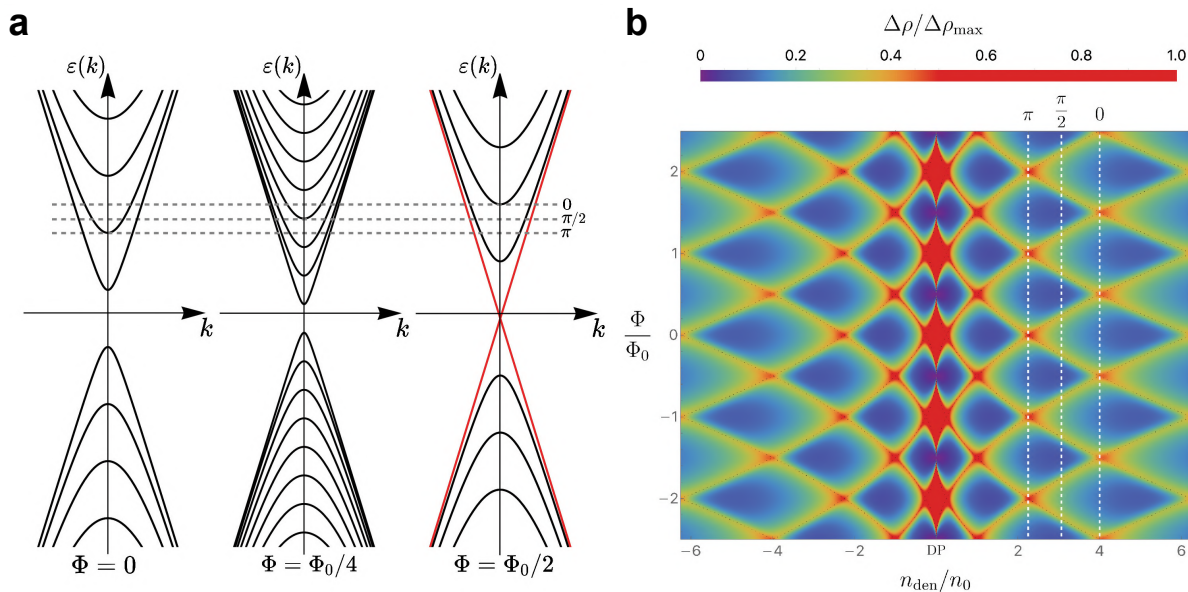 a
ε(k)
ε(k)
ε(k)
0
π/2
π
k
k
k
Φ = 0
Φ = Φ₀/4
Φ = Φ₀/2
b
Δρ/Δρmax
0
0.2
0.4
0.6
0.8
1.0
π
π/2
0
2
1
0
−1
−2
Φ/Φ₀
−6
−4
−2
DP
2
4
6
n_den/n₀